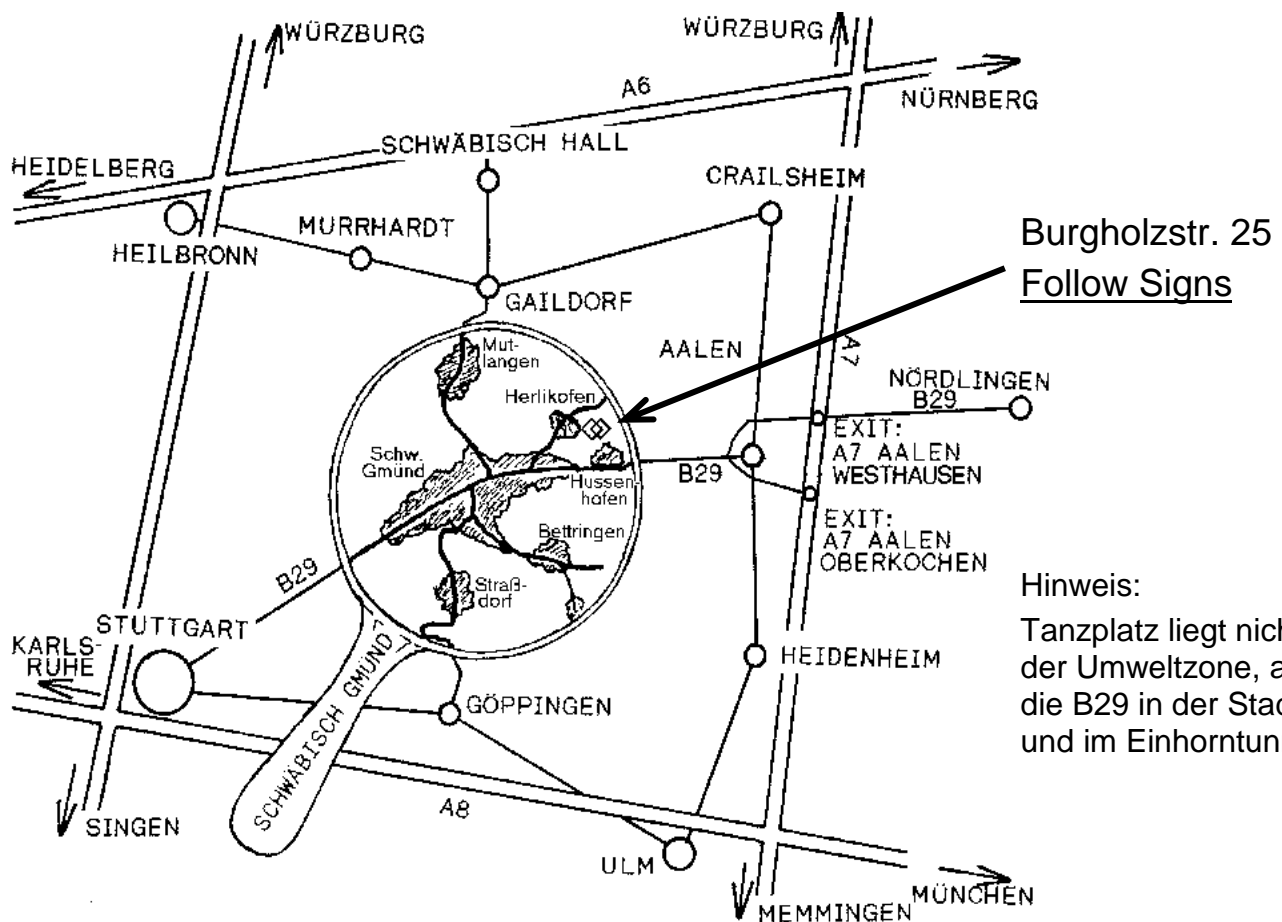 WÜRZBURG
WÜRZBURG
A6
NÜRNBERG
SCHWÄBISCH HALL
HEIDELBERG
CRAILSHEIM
MURRHARDT
HEILBRONN
Burgholzstr. 25
Follow Signs
GAILDORF
Mut-
langen
AALEN
A7
Herlikofen
NÖRDLINGEN
B29
EXIT:
A7 AALEN
WESTHAUSEN
Schw.
Gmünd
B29
Hussen-
hofen
Bettringen
EXIT:
A7 AALEN
OBERKOCHEN
B29
Straß-
dorf
Hinweis:
Tanzplatz liegt
der Umweltzone,
die B29 in der
und im
STUTTGART
KARLS-
RUHE
HEIDENHEIM
GÖPPINGEN
SCHWÄBISCH GMÜND
A8
SINGEN
ULM
MÜNCHEN
MEMMINGEN